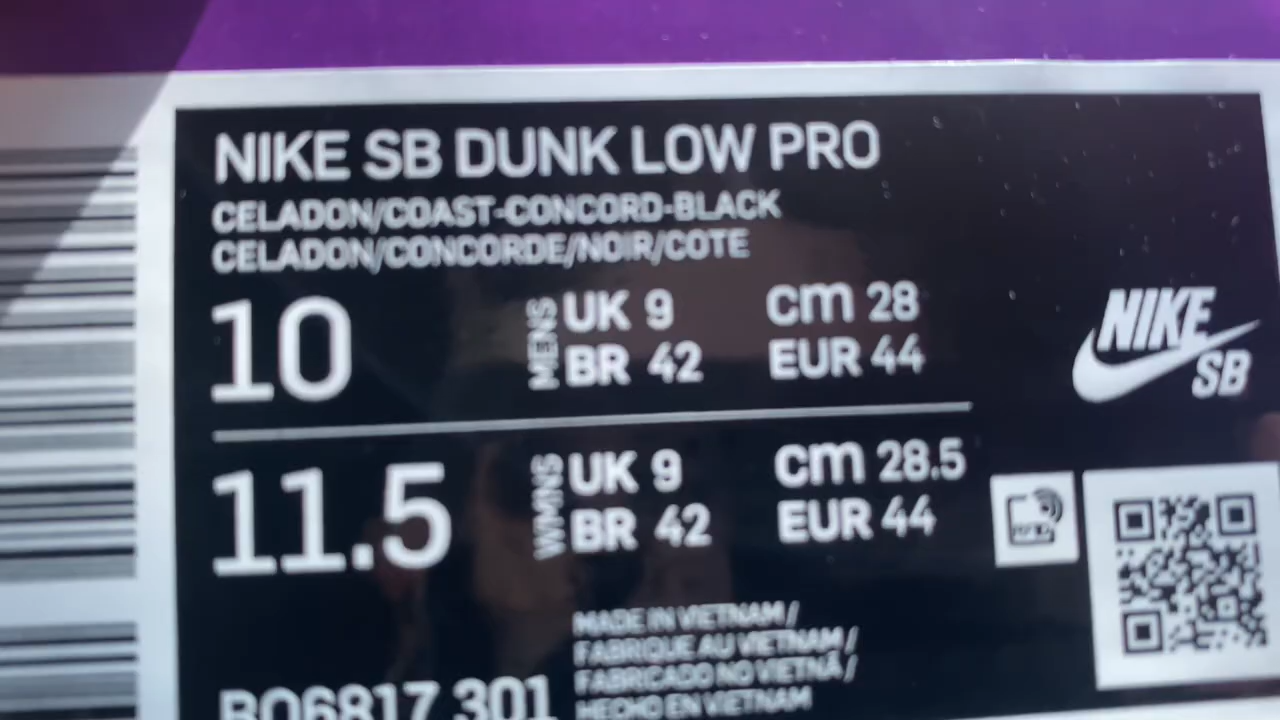 NIKE SB DUNK LOW PRO
CELADON/COAST-CONCORD-BLACK
CELADON/CONCORDE/NOIR/COTE
10 MENS UK 9 cm 28
BR 42 EUR 44
NIKE SB
11.5 WMNS UK 9 cm 28.5
BR 42 EUR 44
MADE IN VIETNAM /
FABRIQUE AU VIETNAM /
FABRICADO NO VIETNÃ /
HECHO EN VIETNAM
BQ6817 301